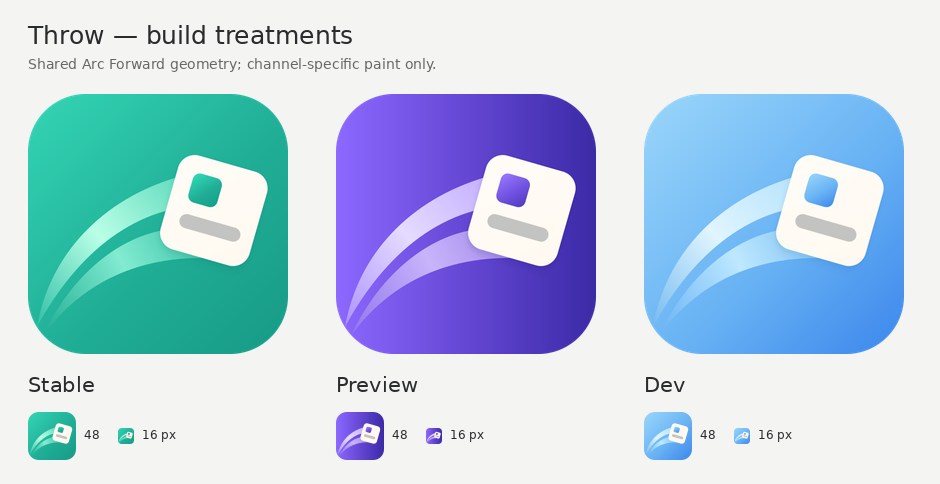 Throw — build treatments
Shared Arc Forward geometry; channel-specific paint only.
Stable
Preview
Dev
48
16 px
48
16 px
48
16 px